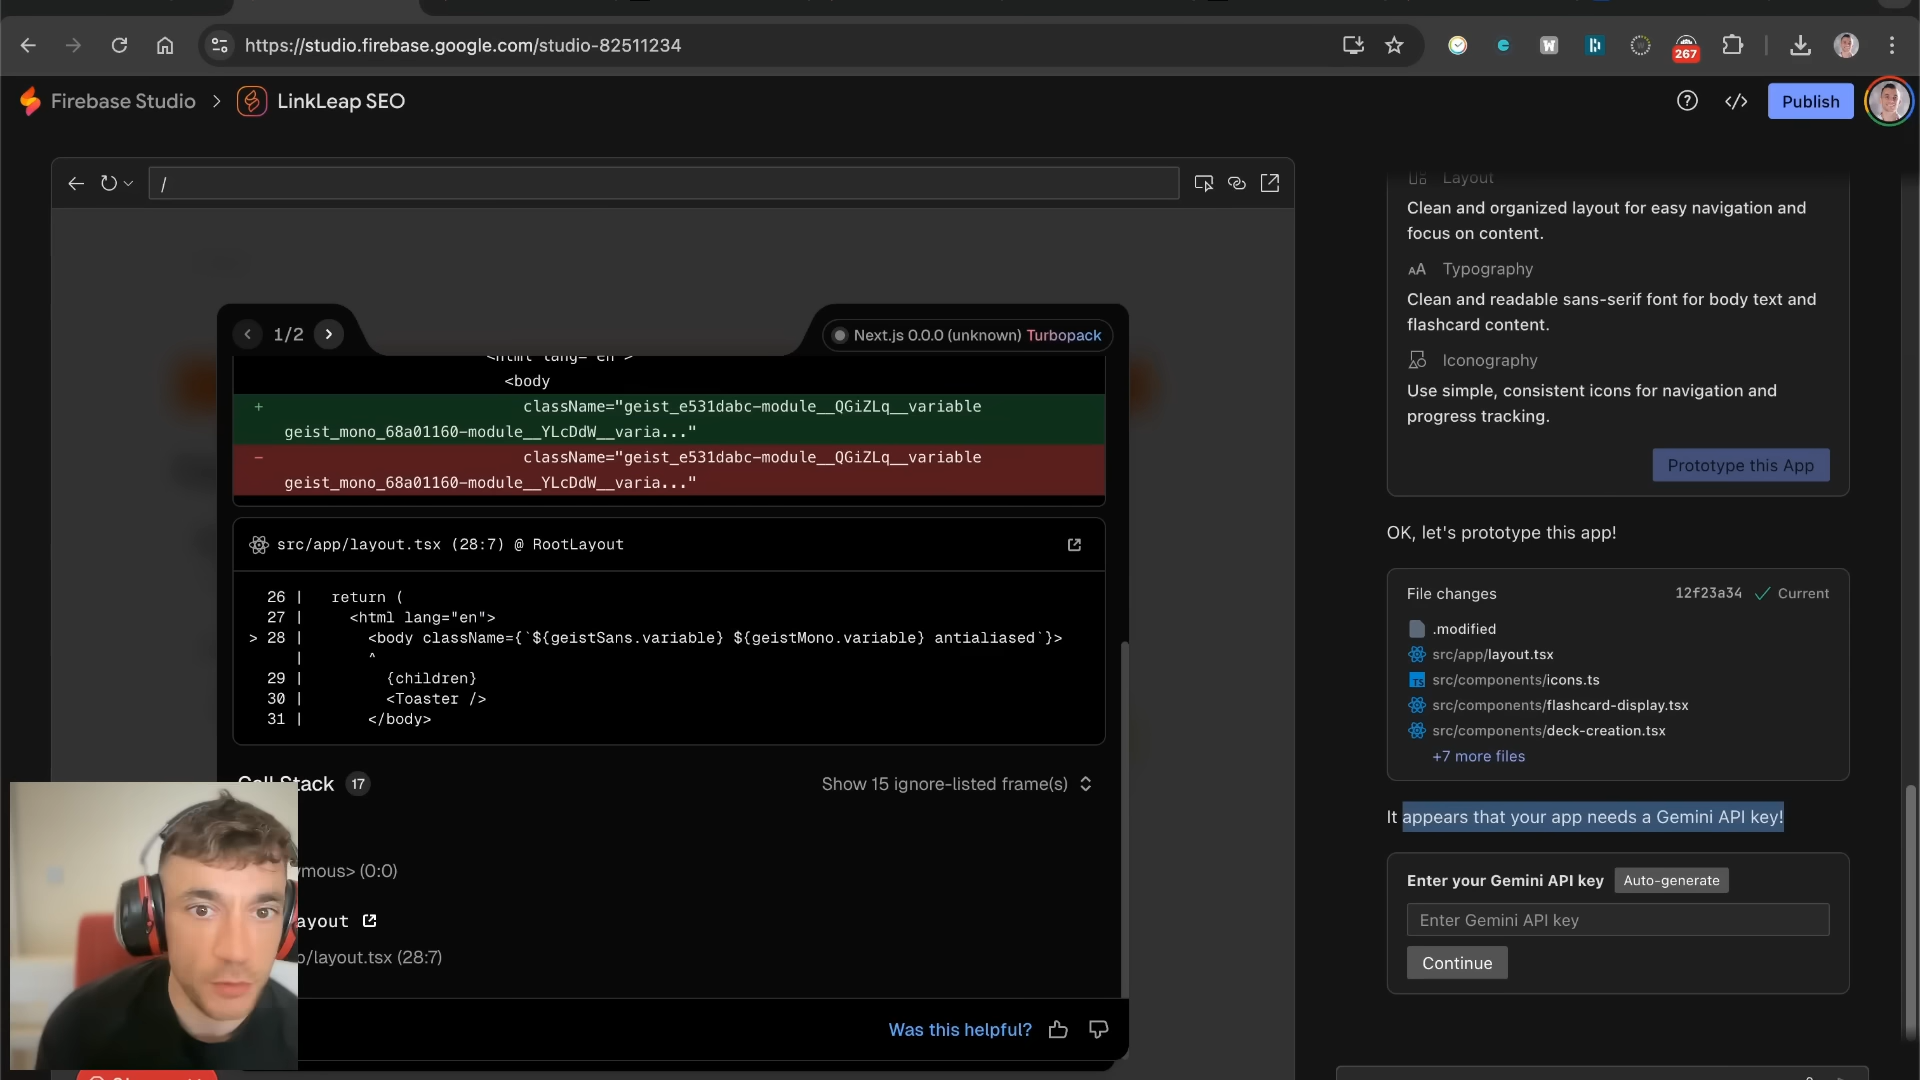 https://studio.firebase.google.com/studio-82511234
267
Firebase Studio > LinkLeap SEO
</>
Publish
/
1/2
Next.js 0.0.0 (unknown) Turbopack
<html lang="en">
<body
+ className="geist_e531dabc-module__QGiZLq__variable
geist_mono_68a01160-module__YLcDdW__varia..."
- className="geist_e531dabc-module__QGiZLq__variable
geist_mono_68a01160-module__YLcDdW__varia..."
src/app/layout.tsx (28:7) @ RootLayout
26 | return (
27 | <html lang="en">
> 28 | <body className={`${geistSans.variable} ${geistMono.variable} antialiased`}>
| ^
29 | {children}
30 | <Toaster />
31 | </body>
Call Stack 17
Show 15 ignore-listed frame(s)
ymous> (0:0)
ayout
p/layout.tsx (28:7)
Was this helpful?
Layout
Clean and organized layout for easy navigation and
focus on content.
AA Typography
Clean and readable sans-serif font for body text and
flashcard content.
Iconography
Use simple, consistent icons for navigation and
progress tracking.
Prototype this App
OK, let's prototype this app!
File changes
12f23a34 Current
.modified
src/app/layout.tsx
TS src/components/icons.ts
src/components/flashcard-display.tsx
src/components/deck-creation.tsx
+7 more files
It appears that your app needs a Gemini API key!
Enter your Gemini API key Auto-generate
Enter Gemini API key
Continue